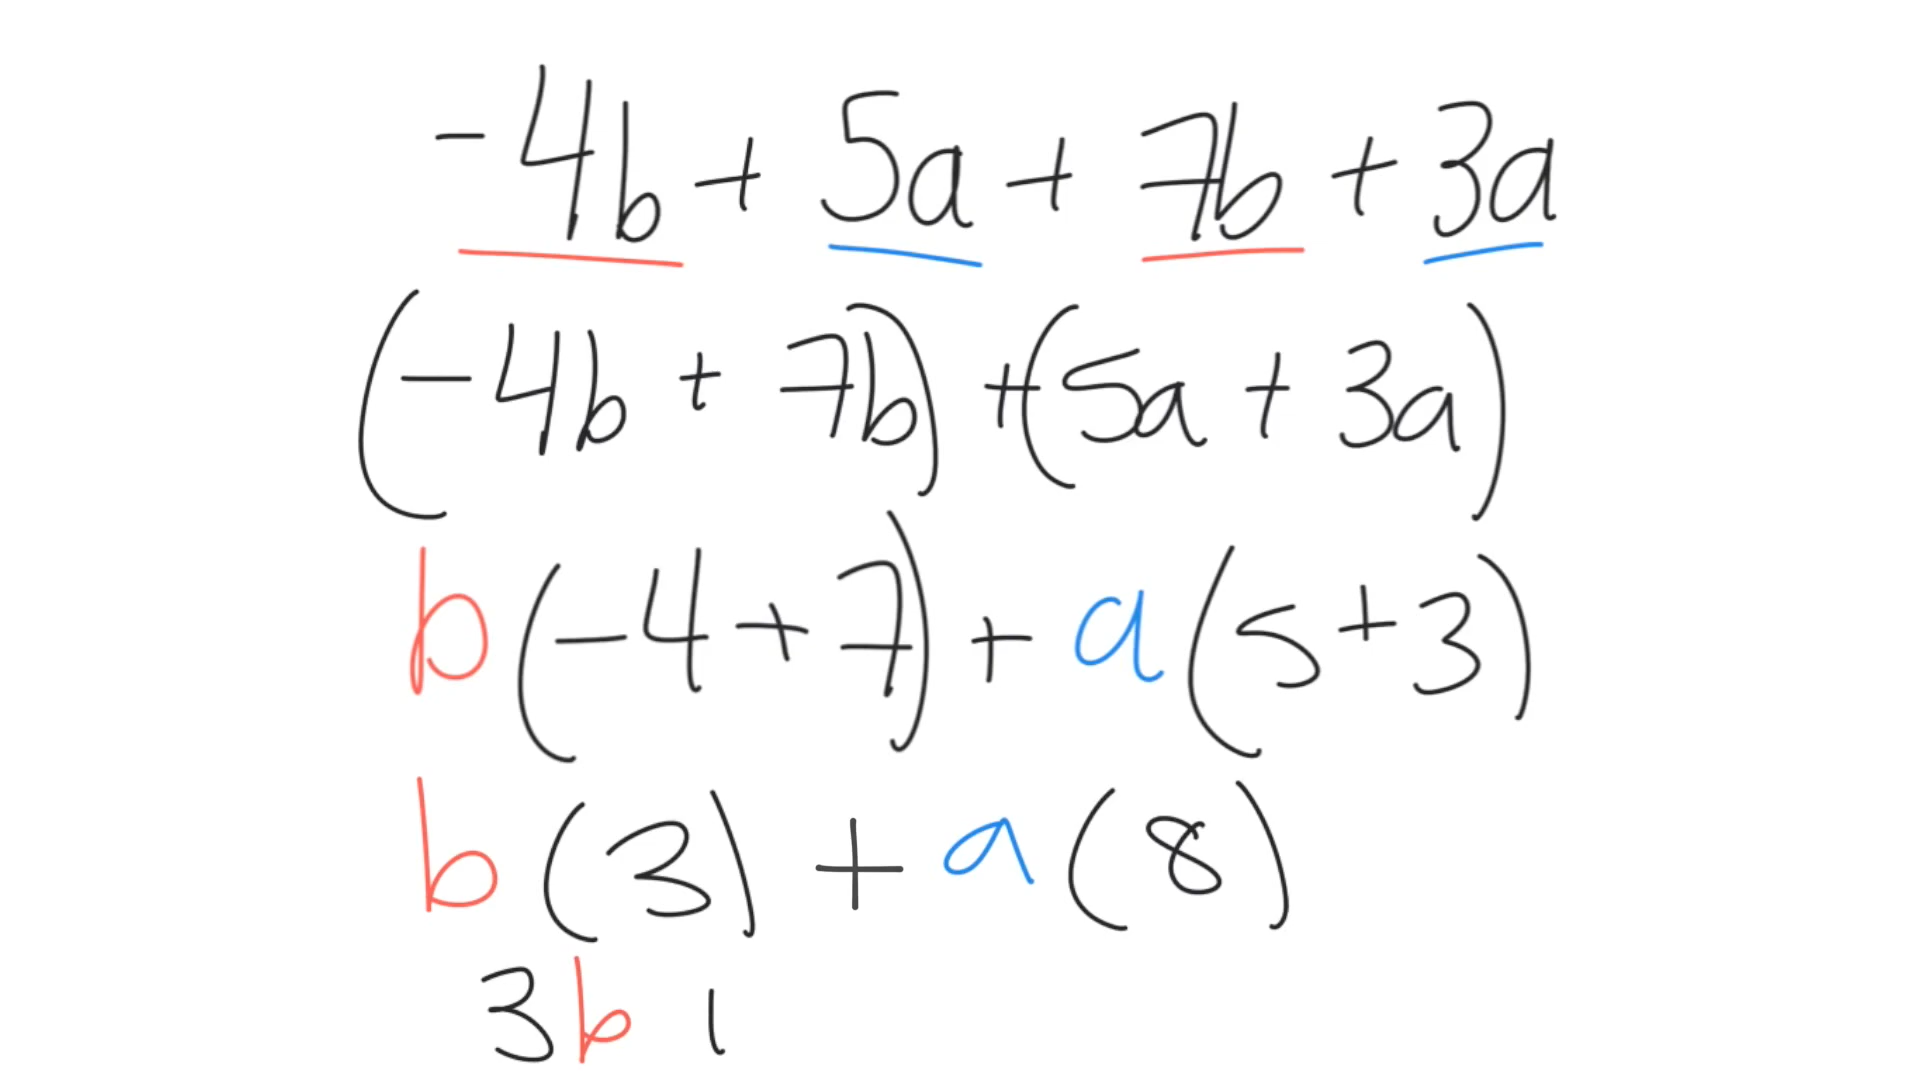 -4b + 5a + 7b + 3a
(-4b + 7b) + (5a + 3a)
b(-4+7) + a(5+3)
b(3) + a(8)
3b